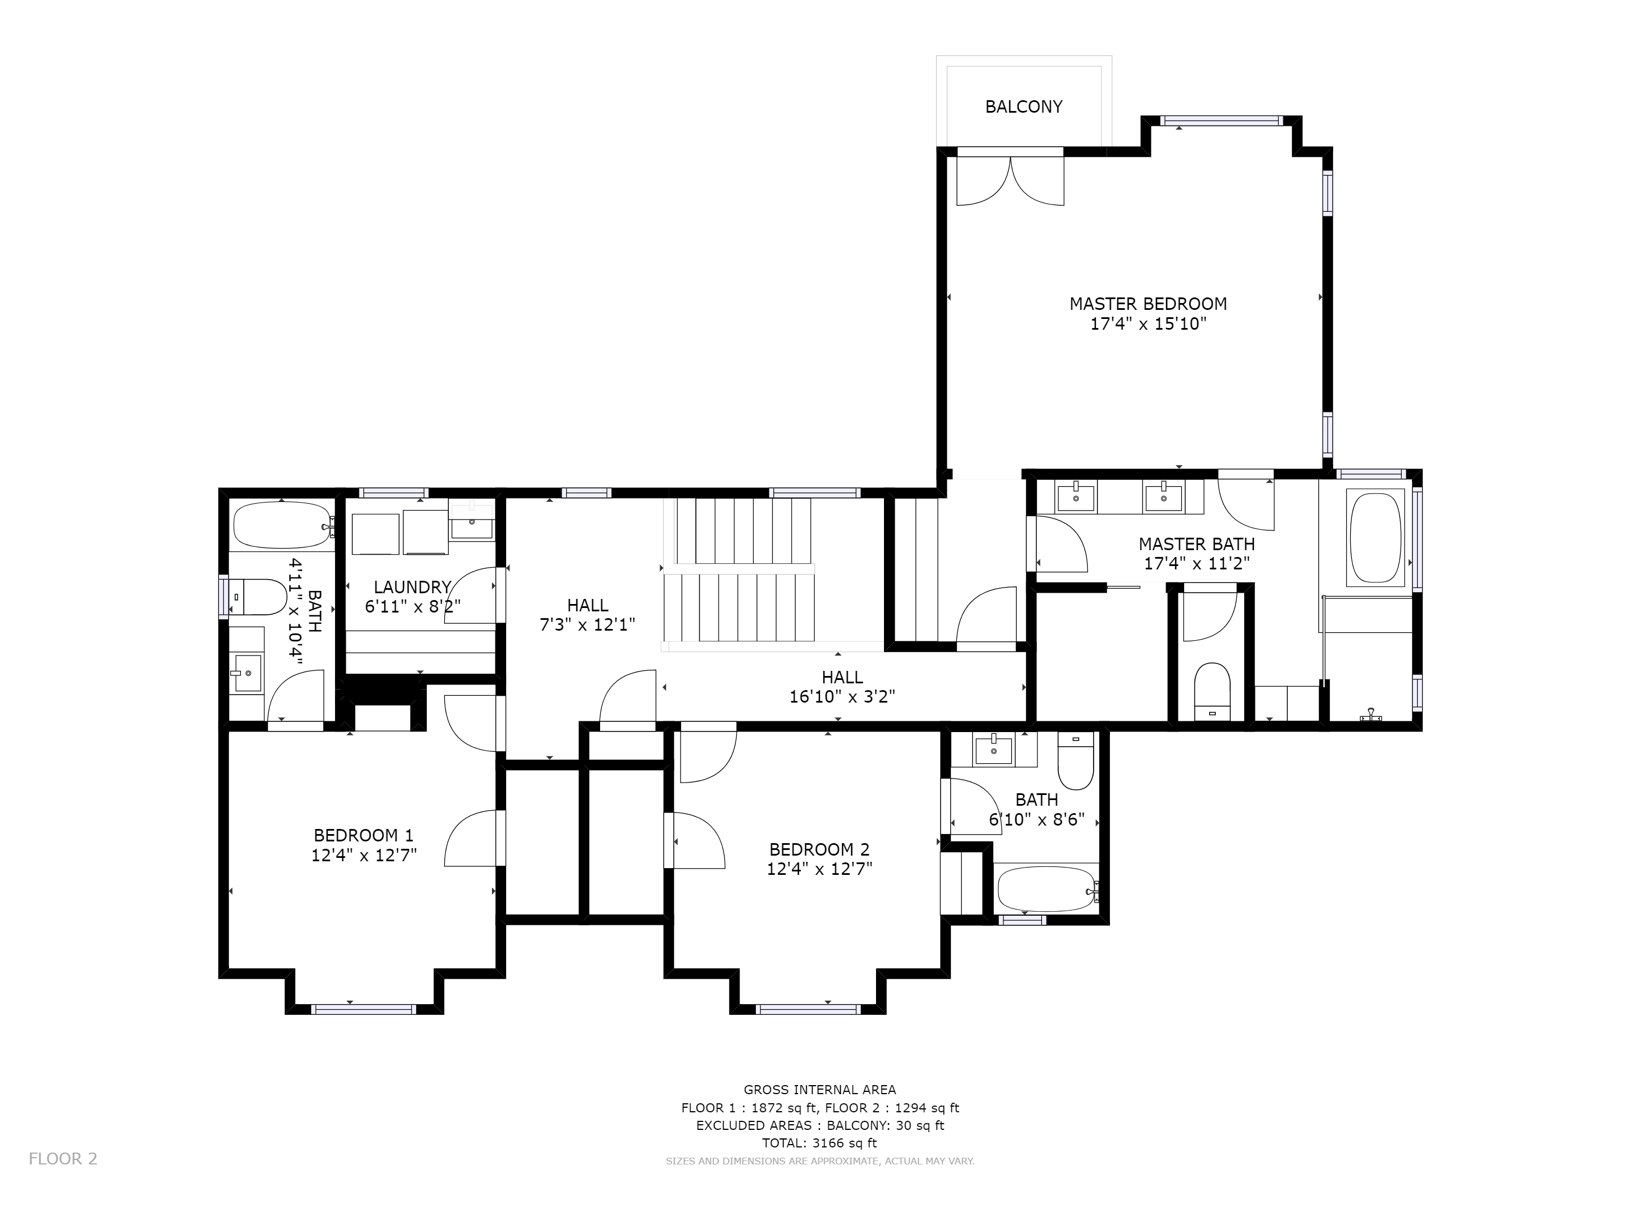 BALCONY
MASTER BEDROOM
17'4" x 15'10"
MASTER BATH
17'4" x 11'2"
BATH
4'11" x 10'4"
LAUNDRY
6'11" x 8'2"
HALL
7'3" x 12'1"
HALL
16'10" x 3'2"
BEDROOM 1
12'4" x 12'7"
BEDROOM 2
12'4" x 12'7"
BATH
6'10" x 8'6"
GROSS INTERNAL AREA
FLOOR 1 : 1872 sq ft, FLOOR 2 : 1294 sq ft
EXCLUDED AREAS : BALCONY: 30 sq ft
TOTAL: 3166 sq ft
SIZES AND DIMENSIONS ARE APPROXIMATE, ACTUAL MAY VARY.
FLOOR 2